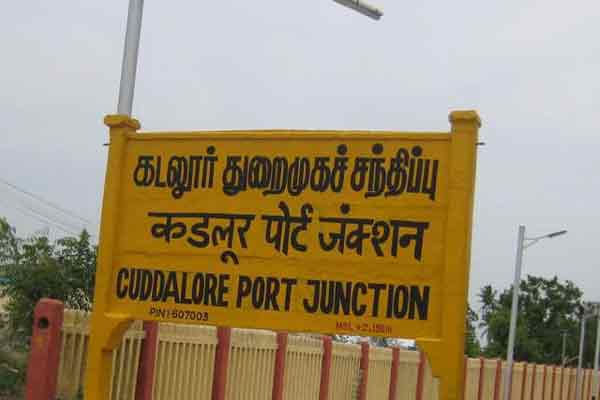 கடலூர் துறைமுகச் சந்திப்பு
कडलूर पोर्ट जंक्शन
CUDDALORE PORT JUNCTION
PIN:-607003